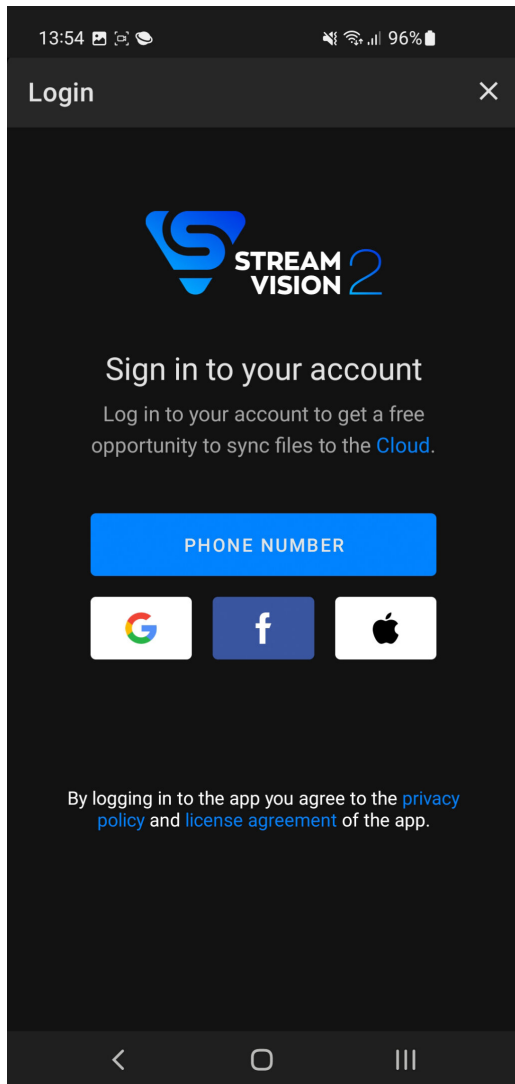 13:54 96%
Login
STREAM 2
VISION
Sign in to your account
Log in to your account to get a free
opportunity to sync files to the Cloud.
PHONE NUMBER
G f
By logging in to the app you agree to the privacy
policy and license agreement of the app.